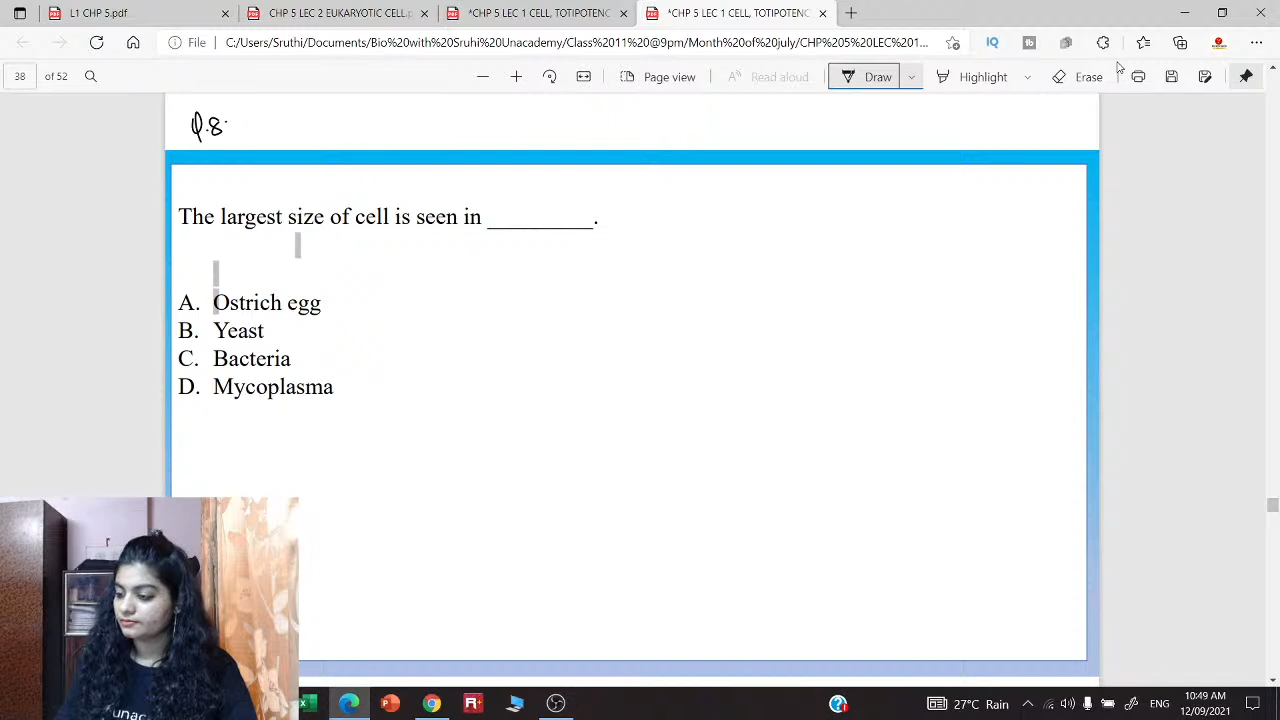 L1 CHP 5.pdf
CHP 5 LEC 2 EUKARYOTIC CELL.p
*CHP 5 LEC 1 CELL, TOTIPOTENC
*CHP 5 LEC 1 CELL, TOTIPOTENC
File C:/Users/Sruthi/Documents/Bio%20with%20Sruhi%20Unacademy/Class%2011%20@9pm/Month%20of%20july/CHP%205%20LEC%201...
IQ
38 of 52 Page view Read aloud Draw Highlight Erase
Q.8.
The largest size of cell is seen in __________.
A. Ostrich egg
B. Yeast
C. Bacteria
D. Mycoplasma
27°C Rain ENG
10:49 AM
12/09/2021